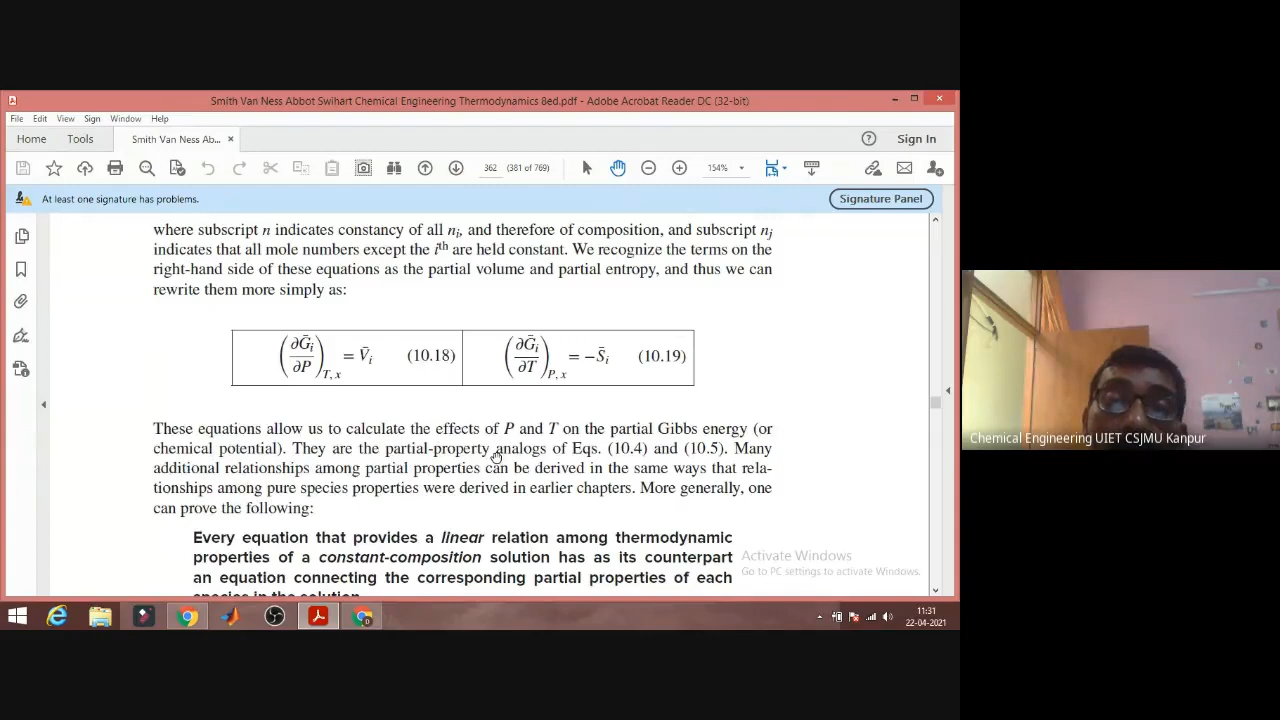 Smith Van Ness Abbot Swihart Chemical Engineering Thermodynamics 8ed.pdf - Adobe Acrobat Reader DC (32-bit)
File Edit View Sign Window Help
Home Tools Smith Van Ness Ab... × Sign In
362 (381 of 769) 154%
At least one signature has problems. Signature Panel
where subscript n indicates constancy of all nᵢ, and therefore of composition, and subscript nⱼ
indicates that all mole numbers except the iᵗʰ are held constant. We recognize the terms on the
right-hand side of these equations as the partial volume and partial entropy, and thus we can
rewrite them more simply as:
(∂Ḡᵢ/∂P)T, x = V̄ᵢ (10.18) (∂Ḡᵢ/∂T)P, x = −S̄ᵢ (10.19)
These equations allow us to calculate the effects of P and T on the partial Gibbs energy (or
chemical potential). They are the partial-property analogs of Eqs. (10.4) and (10.5). Many
additional relationships among partial properties can be derived in the same ways that rela-
tionships among pure species properties were derived in earlier chapters. More generally, one
can prove the following:
Every equation that provides a linear relation among thermodynamic
properties of a constant-composition solution has as its counterpart
an equation connecting the corresponding partial properties of each
species in the solution.
Activate Windows
Go to PC settings to activate Windows.
11:31
22-04-2021
Chemical Engineering UIET CSJMU Kanpur